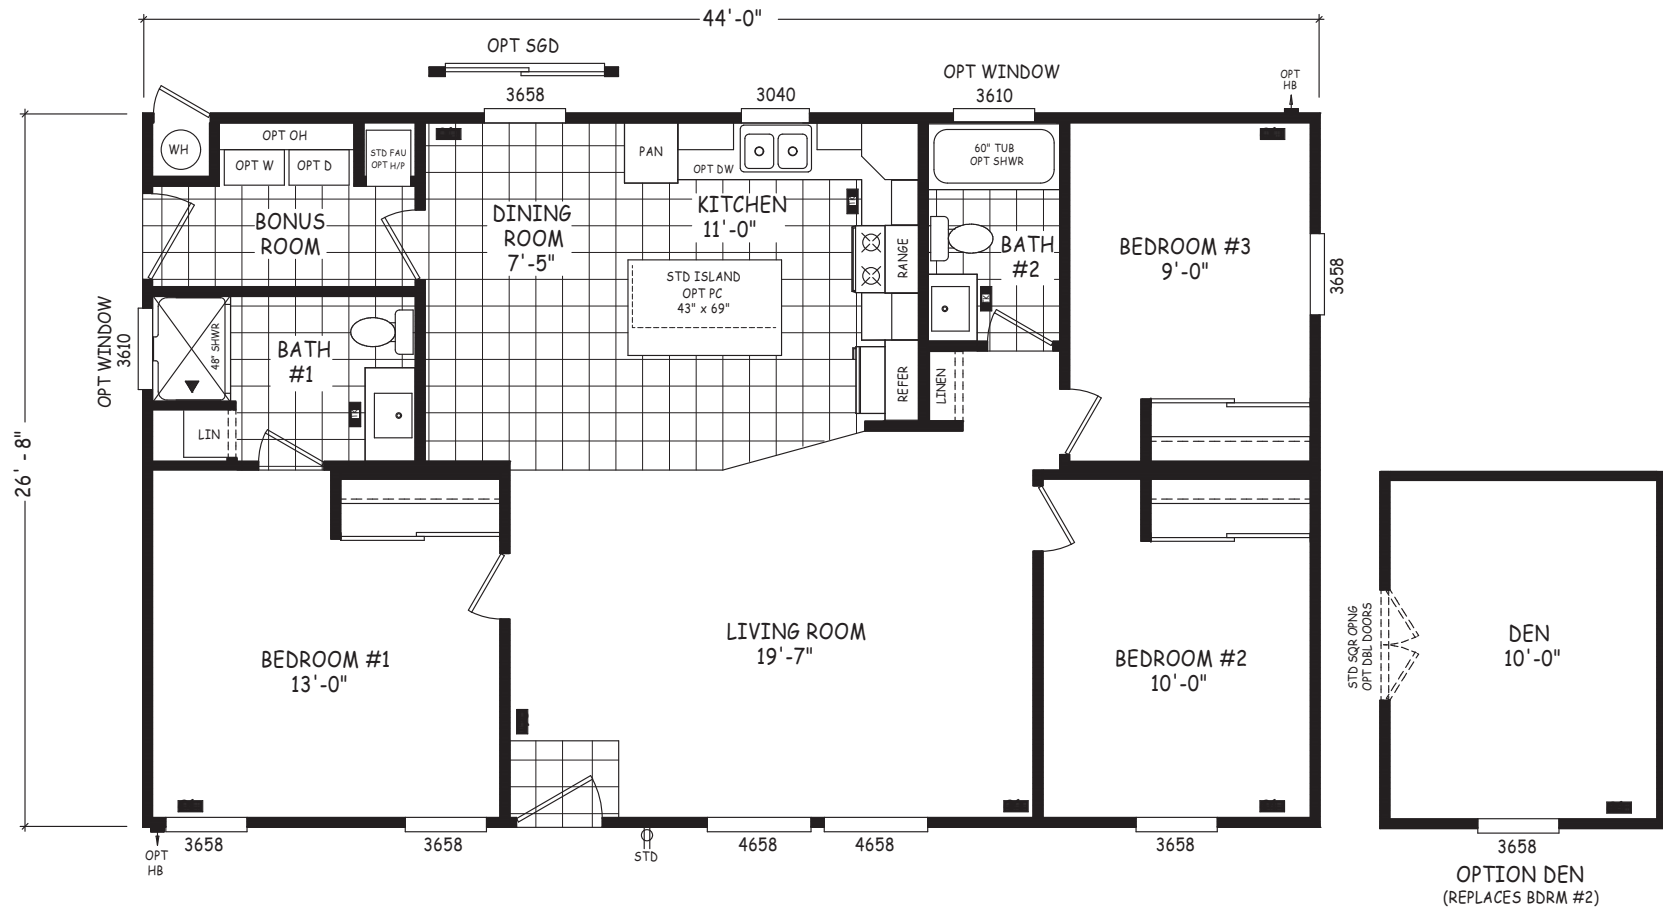 44'-0"
OPT SGD
OPT WINDOW
OPT
HB
3658
3040
3610
WH
OPT OH
OPT W
OPT D
STD FAU
OPT H/P
PAN
OPT DW
60" TUB
OPT SHWR
BONUS
ROOM
DINING
ROOM
7'-5"
KITCHEN
11'-0"
RANGE
BATH
#2
BEDROOM #3
9'-0"
3658
STD ISLAND
OPT PC
43" x 69"
OPT WINDOW
3610
48" SHWR
BATH
#1
REFER
LINEN
LIN
26' - 8"
BEDROOM #1
13'-0"
LIVING ROOM
19'-7"
BEDROOM #2
10'-0"
STD SQR OPNG
OPT DBL DOORS
DEN
10'-0"
OPT
HB
3658
3658
STD
4658
4658
3658
3658
OPTION DEN
(REPLACES BDRM #2)